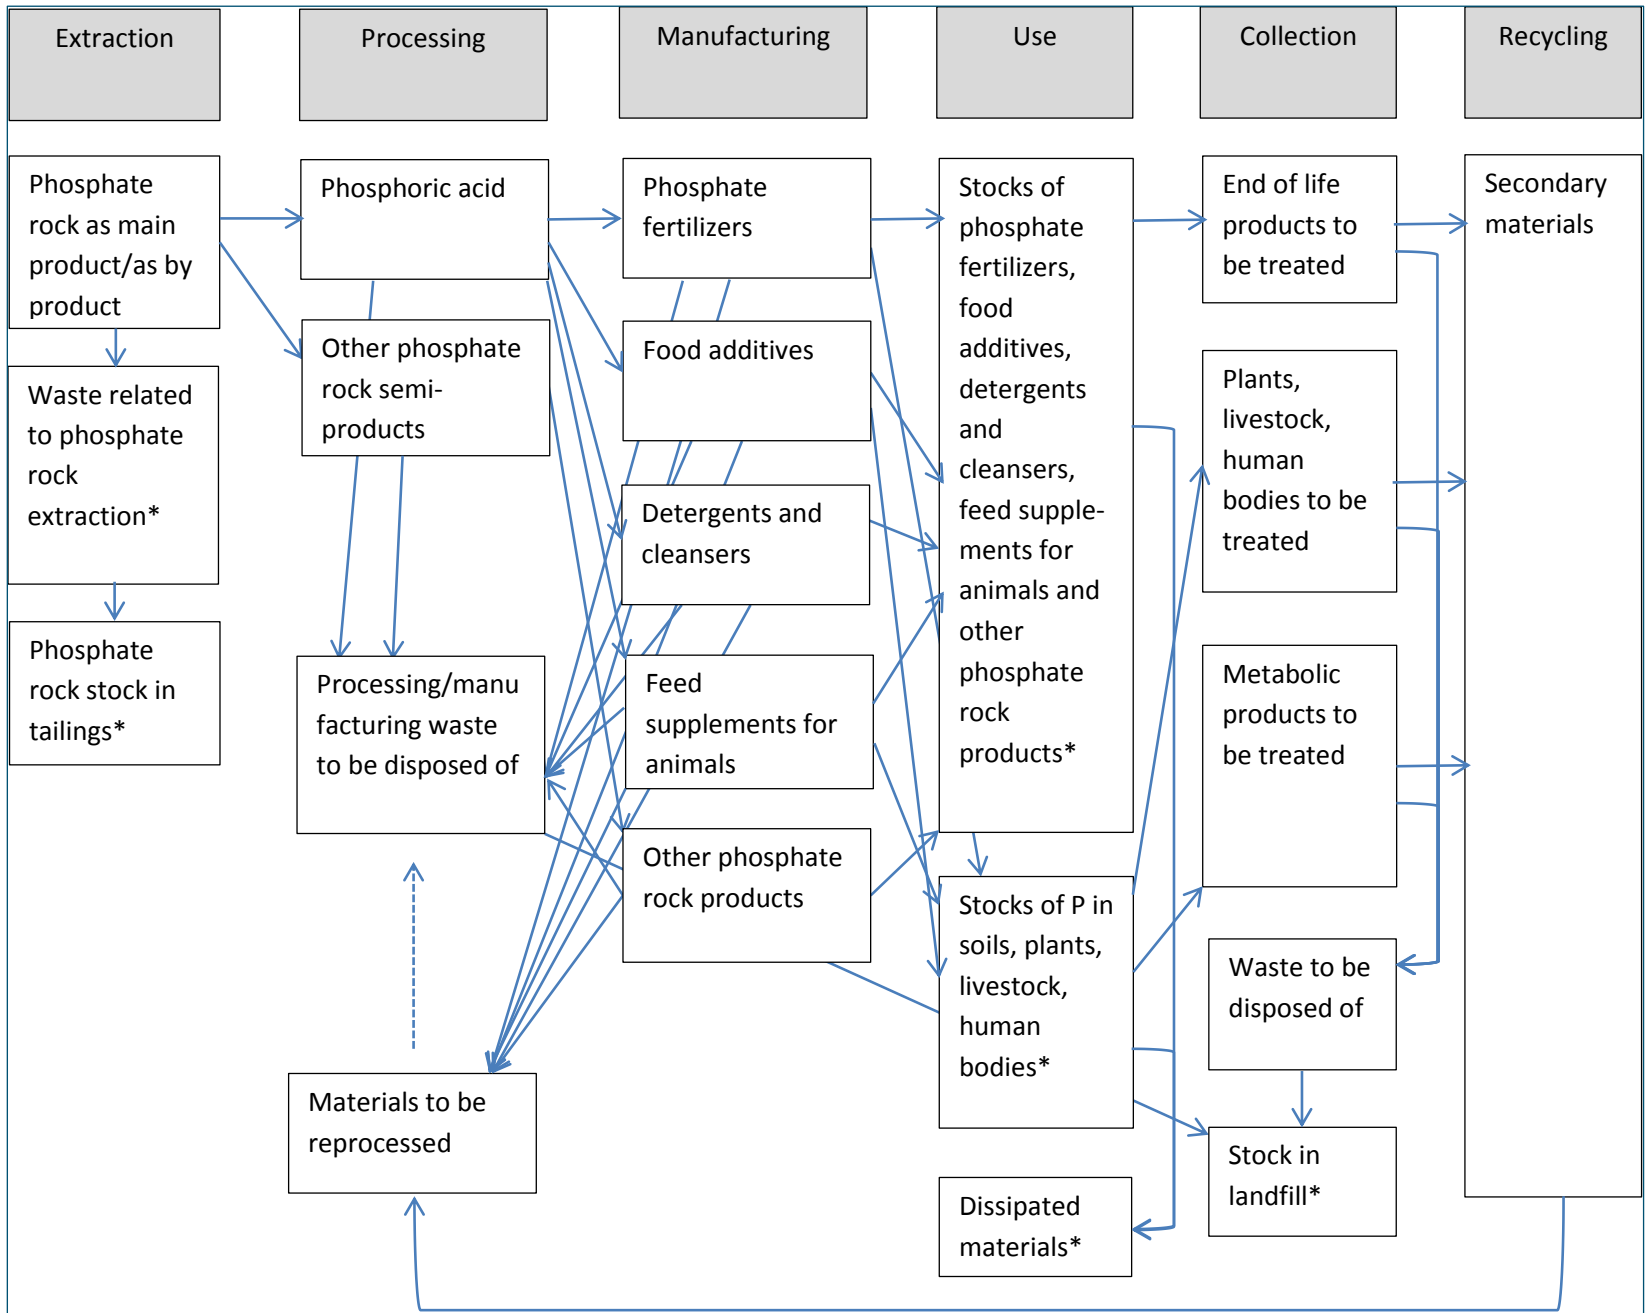 Extraction
Processing
Manufacturing
Use
Collection
Recycling
Phosphate
rock as main
product/as by
product
Waste related
to phosphate
rock
extraction*
Phosphate
rock stock in
tailings*
Phosphoric acid
Other phosphate
rock semi-
products
Processing/manu
facturing waste
to be disposed of
Materials to be
reprocessed
Phosphate
fertilizers
Food additives
Detergents and
cleansers
Feed
supplements for
animals
Other phosphate
rock products
Stocks of
phosphate
fertilizers,
food
additives,
detergents
and
cleansers,
feed supple-
ments for
animals and
other
phosphate
rock
products*
Stocks of P in
soils, plants,
livestock,
human
bodies*
Dissipated
materials*
End of life
products to
be treated
Plants,
livestock,
human
bodies to be
treated
Metabolic
products to
be treated
Waste to be
disposed of
Stock in
landfill*
Secondary
materials